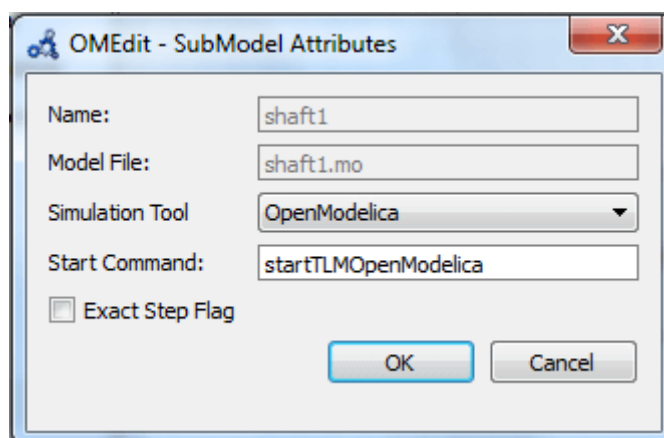 OMEdit - SubModel Attributes
Name: shaft1
Model File: shaft1.mo
Simulation Tool OpenModelica
Start Command: startTLMOpenModelica
Exact Step Flag
OK Cancel